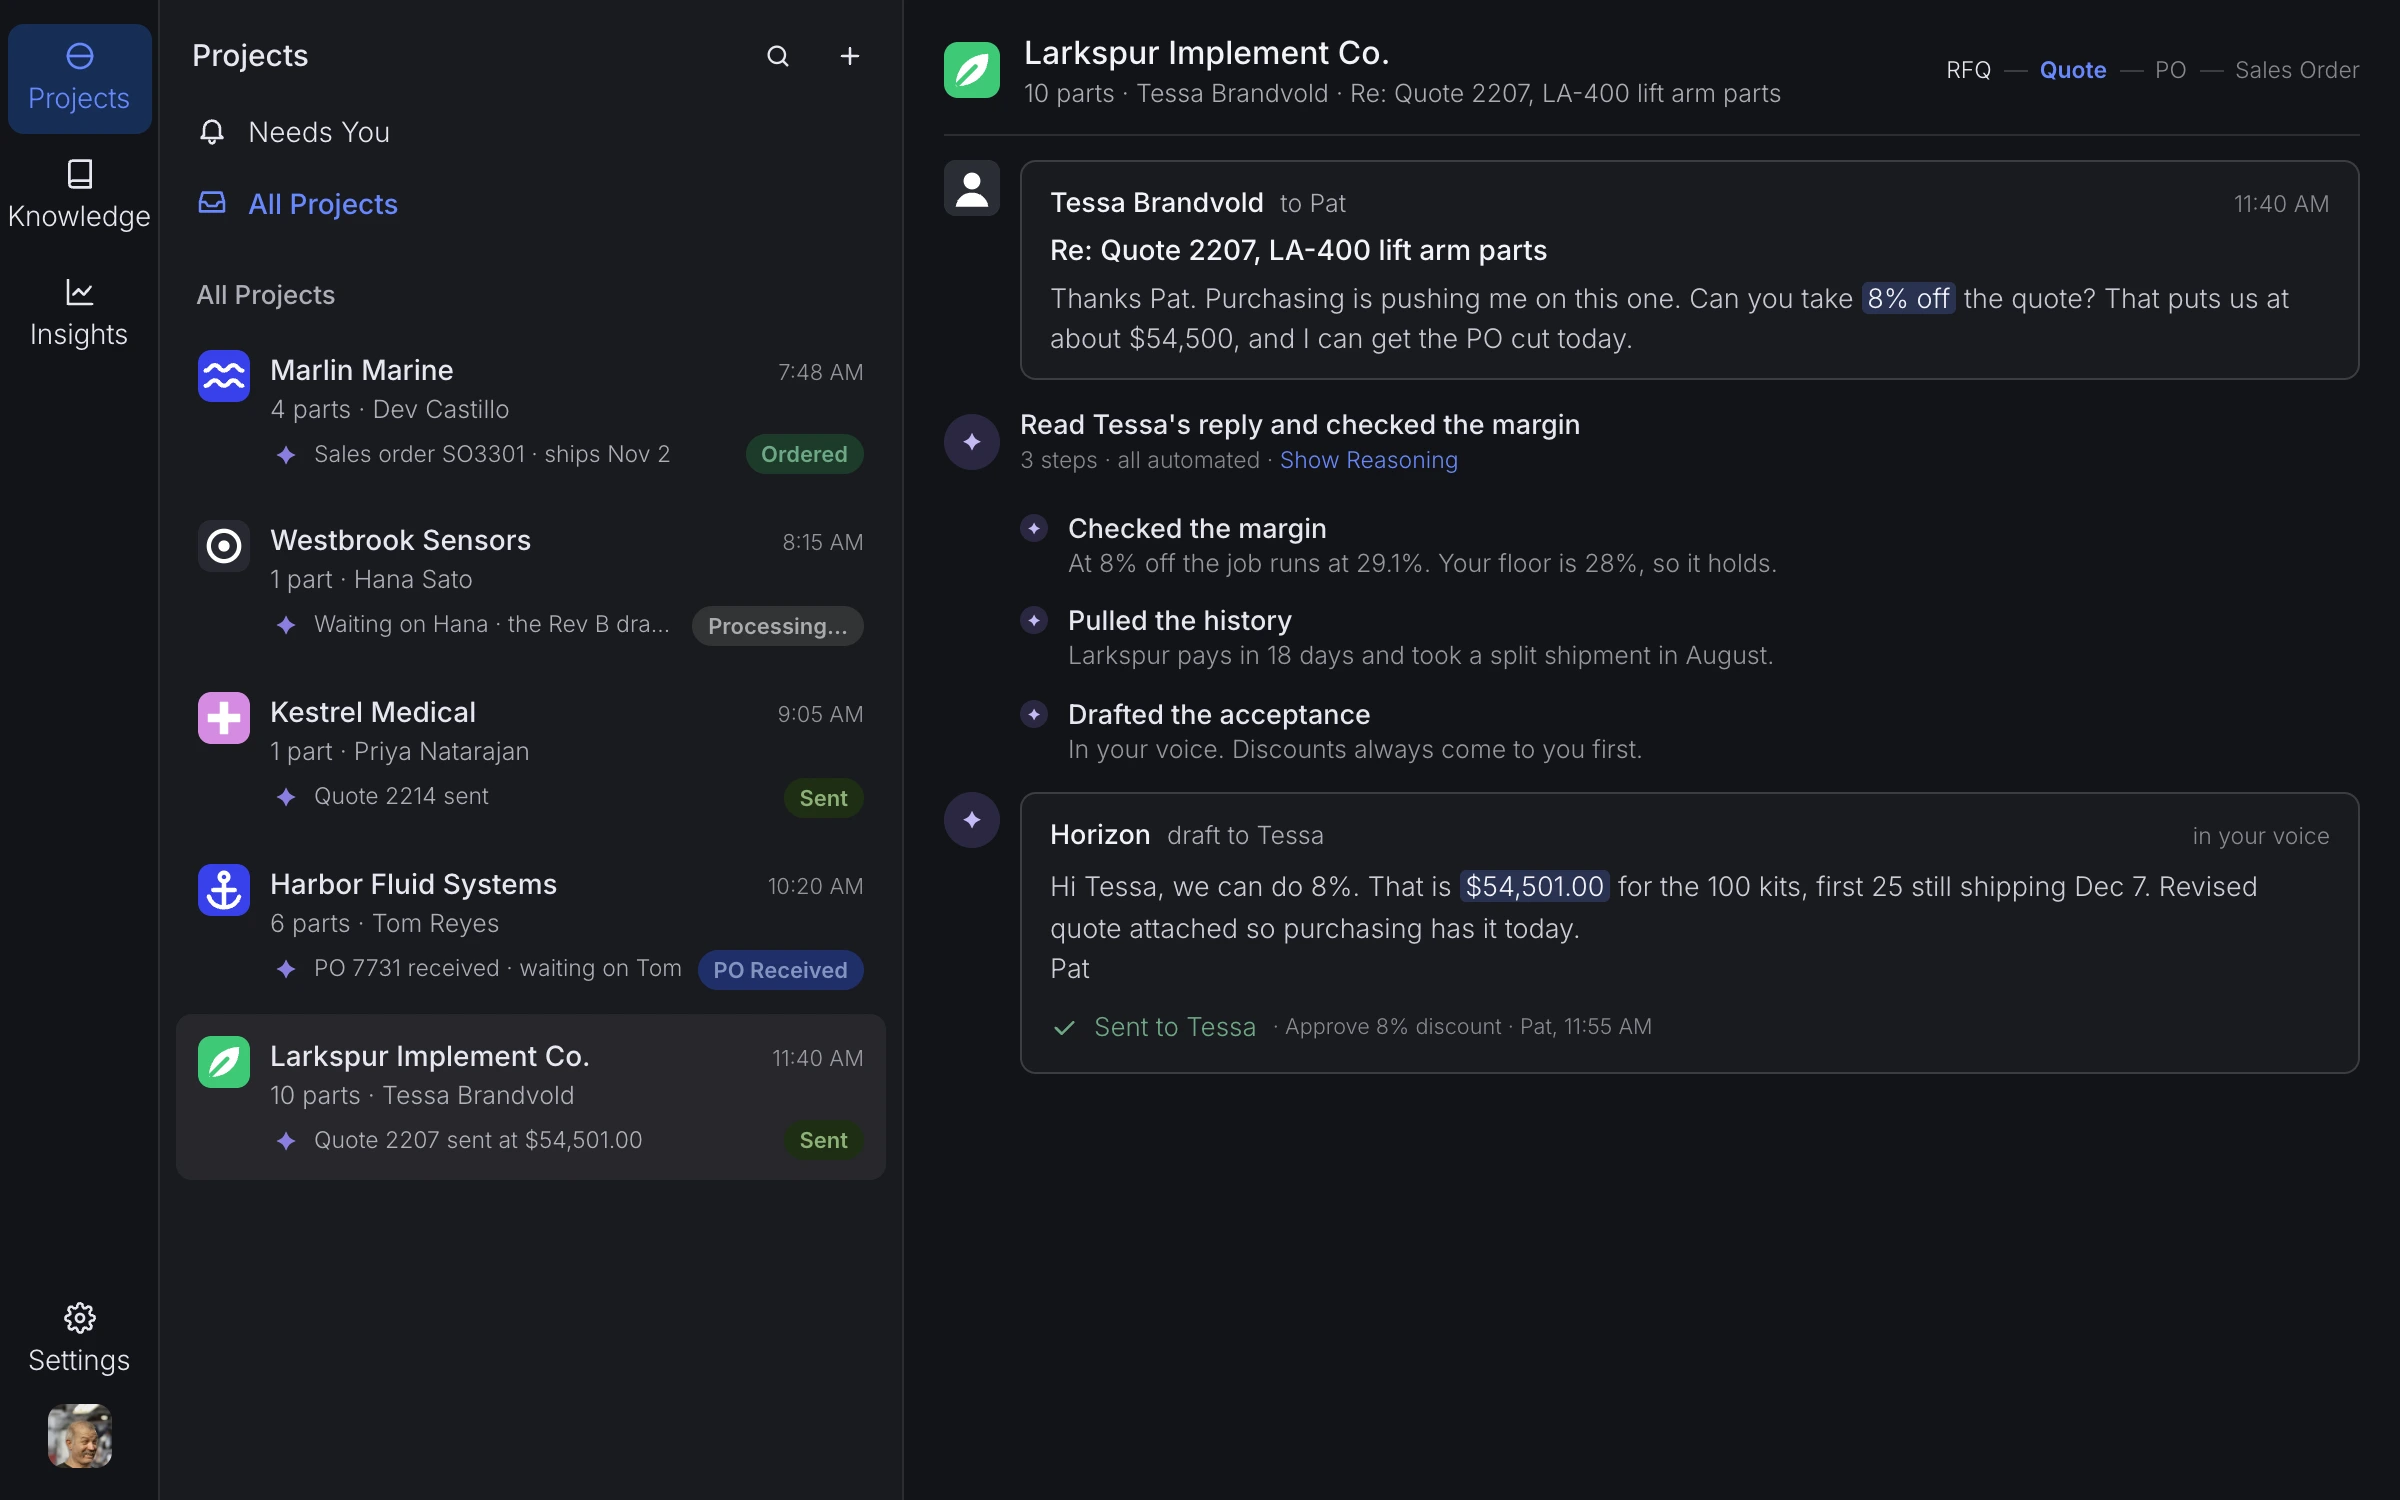 Projects
Knowledge
Insights
Settings
Projects
Needs You
All Projects
All Projects
Marlin Marine 7:48 AM
4 parts · Dev Castillo
Sales order SO3301 · ships Nov 2 Ordered
Westbrook Sensors 8:15 AM
1 part · Hana Sato
Waiting on Hana · the Rev B dra... Processing...
Kestrel Medical 9:05 AM
1 part · Priya Natarajan
Quote 2214 sent Sent
Harbor Fluid Systems 10:20 AM
6 parts · Tom Reyes
PO 7731 received · waiting on Tom PO Received
Larkspur Implement Co. 11:40 AM
10 parts · Tessa Brandvold
Quote 2207 sent at $54,501.00 Sent
Larkspur Implement Co.
10 parts · Tessa Brandvold · Re: Quote 2207, LA-400 lift arm parts
RFQ — Quote — PO — Sales Order
Tessa Brandvold to Pat 11:40 AM
Re: Quote 2207, LA-400 lift arm parts
Thanks Pat. Purchasing is pushing me on this one. Can you take 8% off the quote? That puts us at
about $54,500, and I can get the PO cut today.
Read Tessa's reply and checked the margin
3 steps · all automated · Show Reasoning
Checked the margin
At 8% off the job runs at 29.1%. Your floor is 28%, so it holds.
Pulled the history
Larkspur pays in 18 days and took a split shipment in August.
Drafted the acceptance
In your voice. Discounts always come to you first.
Horizon draft to Tessa in your voice
Hi Tessa, we can do 8%. That is $54,501.00 for the 100 kits, first 25 still shipping Dec 7. Revised
quote attached so purchasing has it today.
Pat
Sent to Tessa · Approve 8% discount · Pat, 11:55 AM